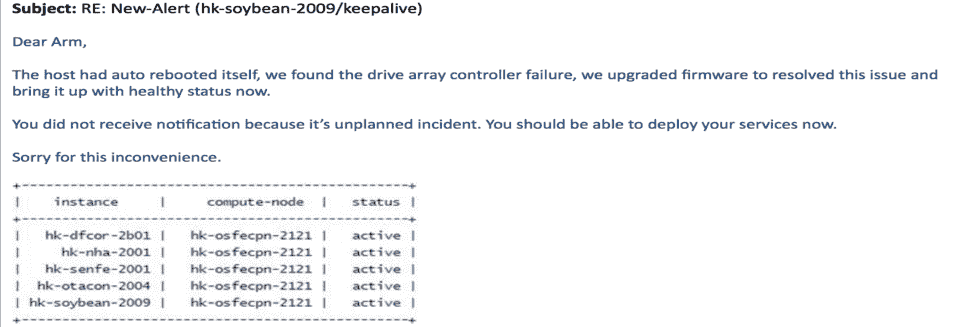 Subject: RE: New-Alert (hk-soybean-2009/keepalive)
Dear Arm,
The host had auto rebooted itself, we found the drive array controller failure, we upgraded firmware to resolved this issue and
bring it up with healthy status now.
You did not receive notification because it’s unplanned incident. You should be able to deploy your services now.
Sorry for this inconvenience.
| instance | compute-node | status |
| hk-dfcor-2b01 | hk-osfecpn-2121 | active |
| hk-nha-2001 | hk-osfecpn-2121 | active |
| hk-senfe-2001 | hk-osfecpn-2121 | active |
| hk-otacon-2004 | hk-osfecpn-2121 | active |
| hk-soybean-2009 | hk-osfecpn-2121 | active |